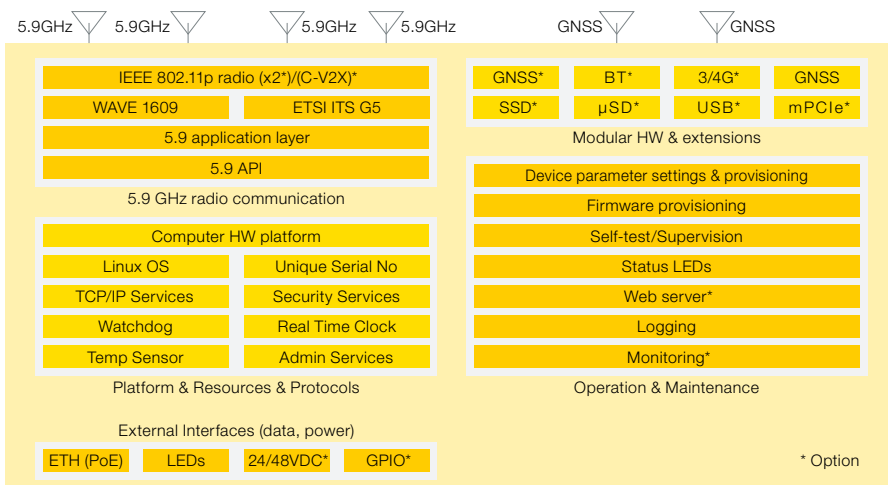 5.9GHz 5.9GHz 5.9GHz 5.9GHz GNSS GNSS
IEEE 802.11p radio (x2*)/(C-V2X)*
WAVE 1609 ETSI ITS G5
5.9 application layer
5.9 API
5.9 GHz radio communication
Computer HW platform
Linux OS Unique Serial No
TCP/IP Services Security Services
Watchdog Real Time Clock
Temp Sensor Admin Services
Platform & Resources & Protocols
External Interfaces (data, power)
ETH (PoE) LEDs 24/48VDC* GPIO*
GNSS* BT* 3/4G* GNSS
SSD* µSD* USB* mPCIe*
Modular HW & extensions
Device parameter settings & provisioning
Firmware provisioning
Self-test/Supervision
Status LEDs
Web server*
Logging
Monitoring*
Operation & Maintenance
* Option